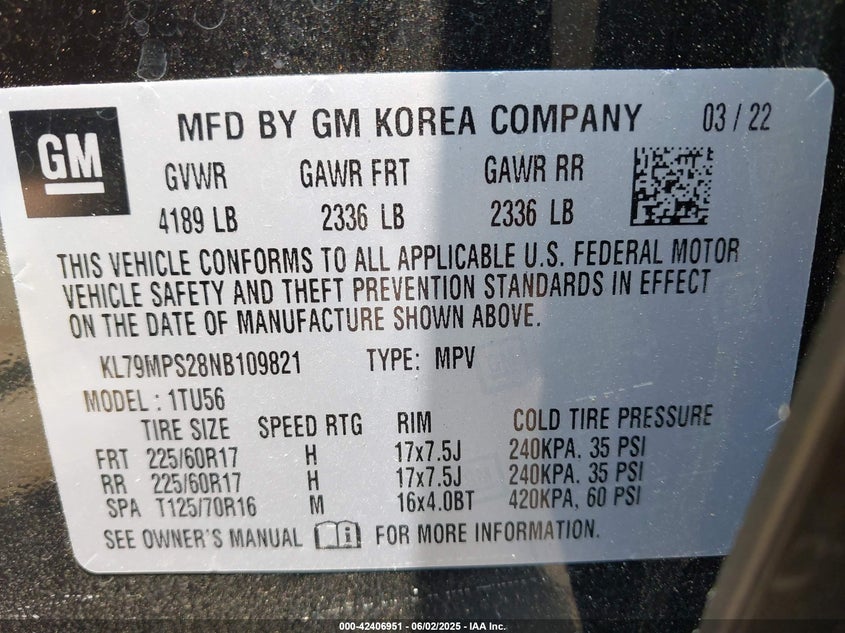 GM
MFD BY GM KOREA COMPANY 03 / 22
GVWR GAWR FRT GAWR RR
4189 LB 2336 LB 2336 LB
THIS VEHICLE CONFORMS TO ALL APPLICABLE U.S. FEDERAL MOTOR
VEHICLE SAFETY AND THEFT PREVENTION STANDARDS IN EFFECT
ON THE DATE OF MANUFACTURE SHOWN ABOVE.
KL79MPS28NB109821 TYPE: MPV
MODEL : 1TU56
TIRE SIZE SPEED RTG RIM COLD TIRE PRESSURE
FRT 225/60R17 H 17x7.5J 240KPA. 35 PSI
RR 225/60R17 H 17x7.5J 240KPA. 35 PSI
SPA T125/70R16 M 16x4.0BT 420KPA, 60 PSI
SEE OWNER'S MANUAL i FOR MORE INFORMATION.
000-42406951 - 06/02/2025 - IAA Inc.